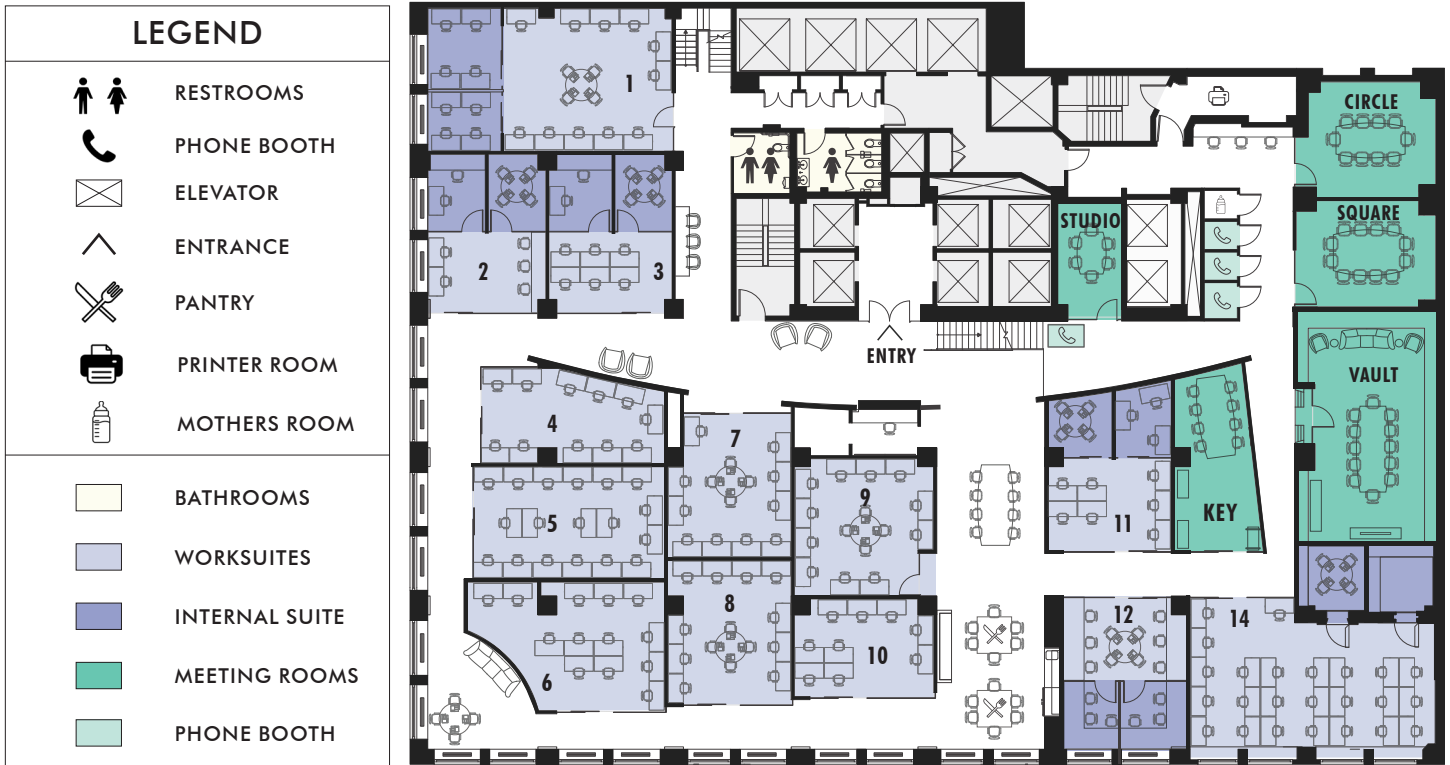 LEGEND
RESTROOMS
PHONE BOOTH
ELEVATOR
ENTRANCE
PANTRY
PRINTER ROOM
MOTHERS ROOM
BATHROOMS
WORKSUITES
INTERNAL SUITE
MEETING ROOMS
PHONE BOOTH
1
CIRCLE
SQUARE
STUDIO
2
3
ENTRY
VAULT
4
7
9
5
11
KEY
8
12
14
10
6